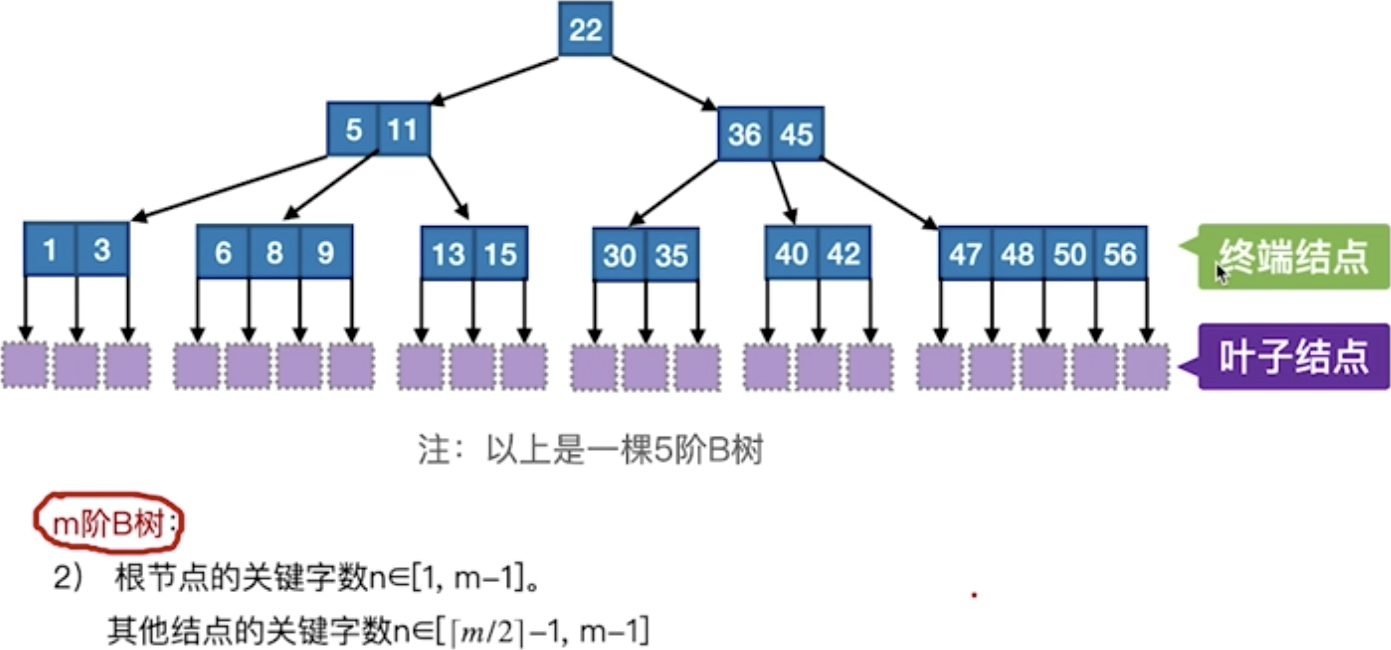 22
5 11 36 45
1 3 6 8 9 13 15 30 35 40 42 47 48 50 56 终端结点
叶子结点
注：以上是一棵5阶B树
m阶B树：
2） 根节点的关键字数n∈[1, m–1]。
其他结点的关键字数n∈[⌈m/2⌉–1, m–1]